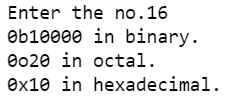 Enter the no.16
0b10000 in binary.
0o20 in octal.
0x10 in hexadecimal.